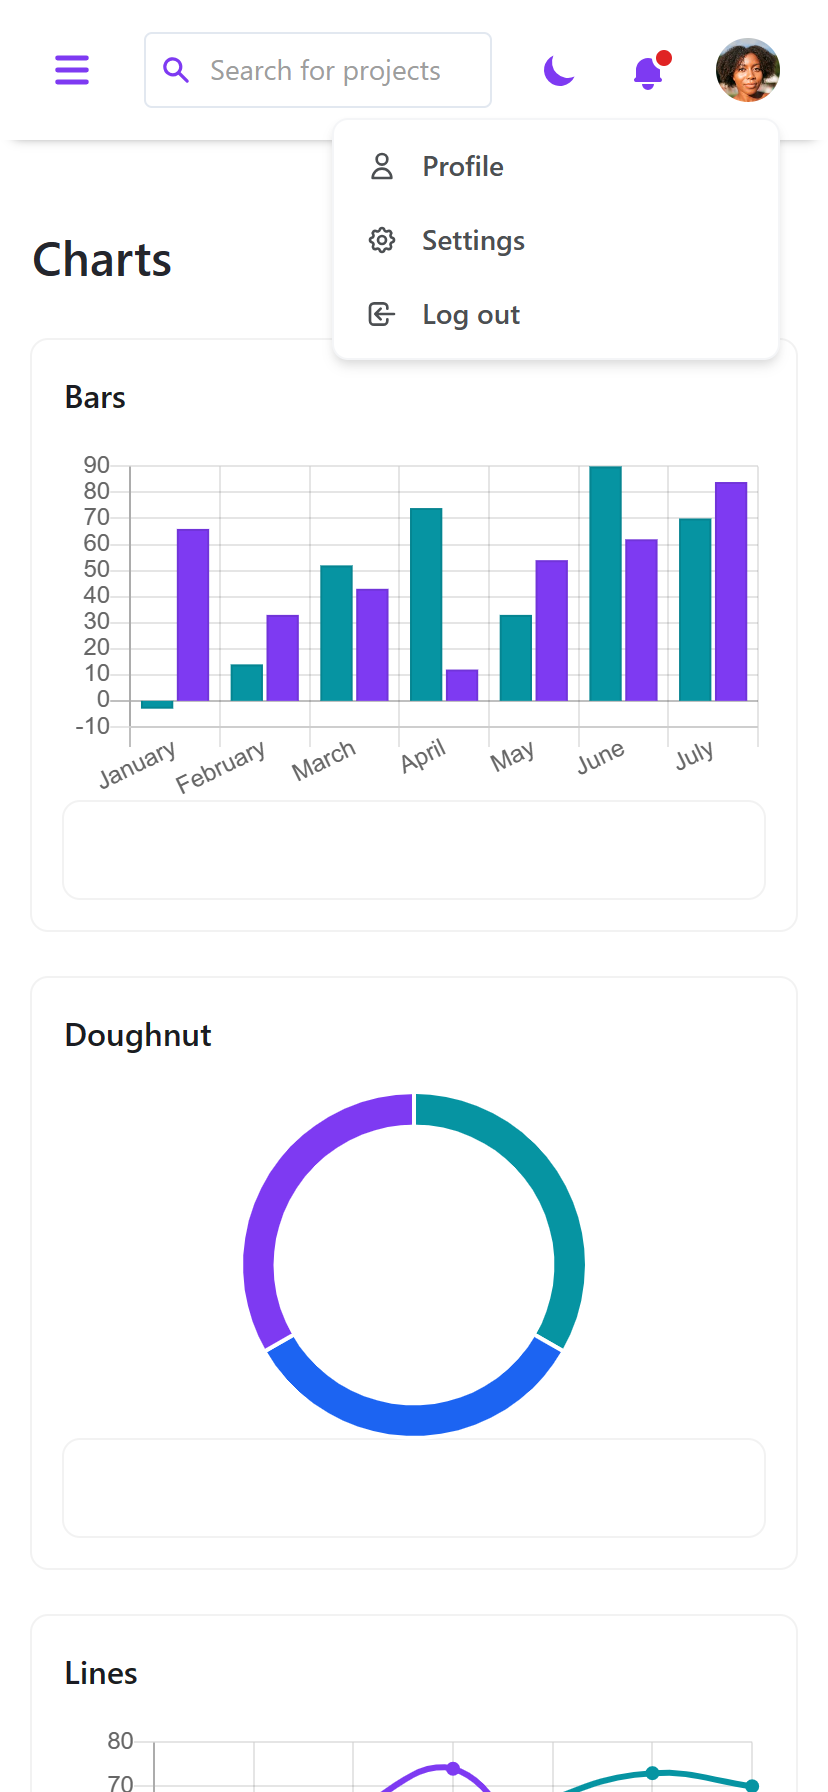 Search for projects
Profile
Settings
Log out
Charts
Bars
90
80
70
60
50
40
30
20
10
0
-10
January
February
March
April
May
June
July
Doughnut
Lines
80
70